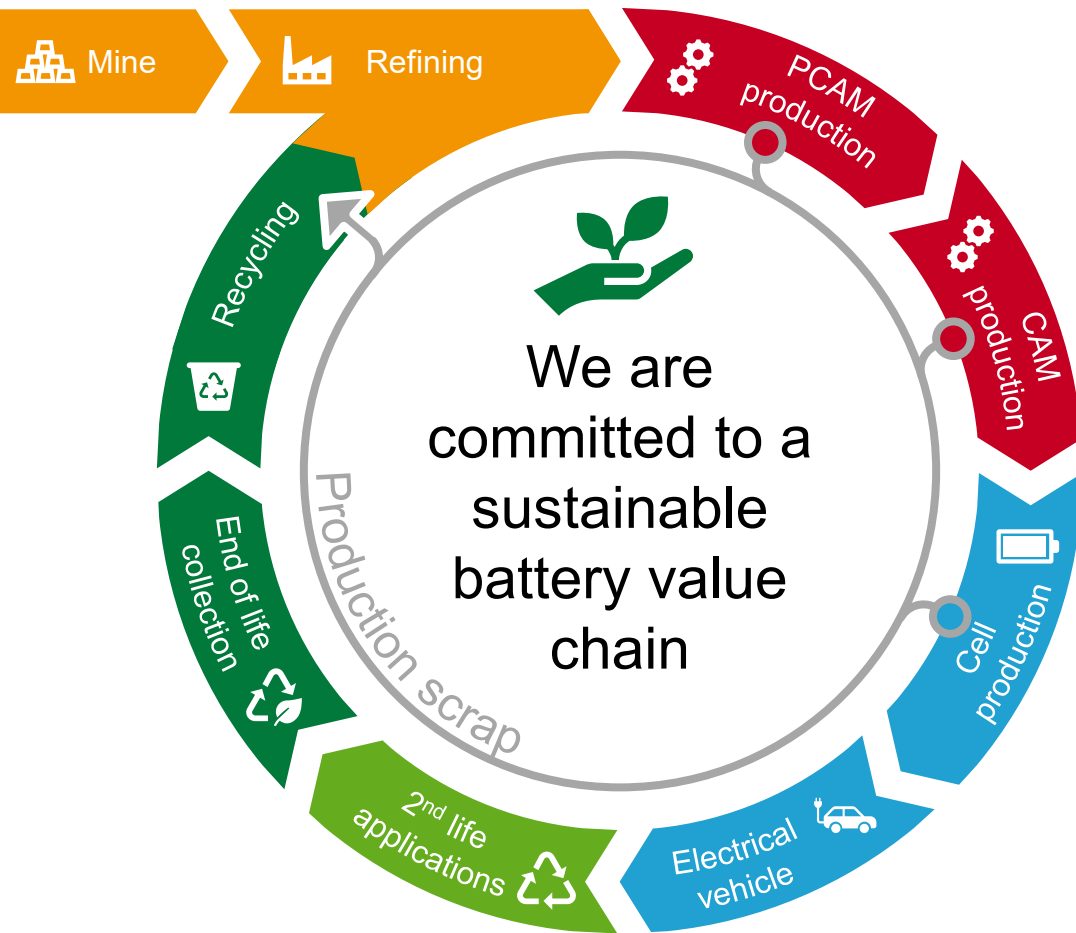 Mine
Refining
PCAM
production
CAM
production
Cell
production
Electrical
vehicle
2nd life
applications
End of life
collection
Recycling
Production scrap
We are
committed to a
sustainable
battery value
chain